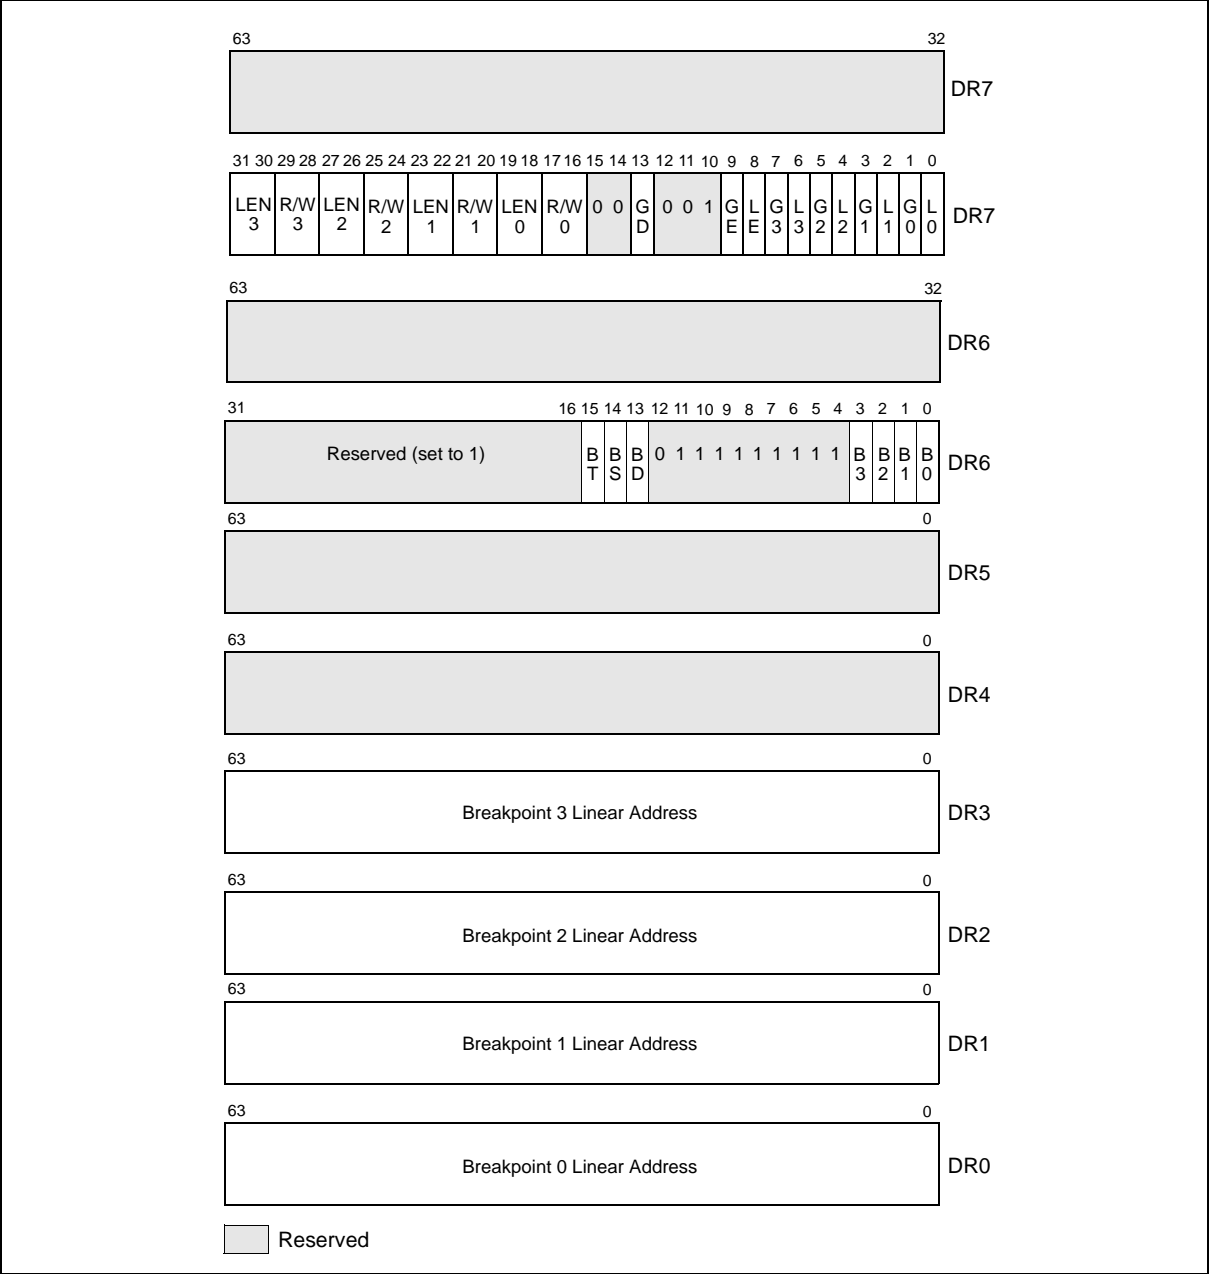 63 32
DR7
31 30 29 28 27 26 25 24 23 22 21 20 19 18 17 16 15 14 13 12 11 10 9 8 7 6 5 4 3 2 1 0
LEN R/W LEN R/W LEN R/W LEN R/W 0 0 G 0 0 1 G L G L G L G L G L
3 3 2 2 1 1 0 0 D E E 3 3 2 2 1 1 0 0
DR7
63 32
DR6
31 16 15 14 13 12 11 10 9 8 7 6 5 4 3 2 1 0
Reserved (set to 1) B B B 0 1 1 1 1 1 1 1 1 B B B B
T S D 3 2 1 0
DR6
63 0
DR5
63 0
DR4
63 0
Breakpoint 3 Linear Address
DR3
63 0
Breakpoint 2 Linear Address
DR2
63 0
Breakpoint 1 Linear Address
DR1
63 0
Breakpoint 0 Linear Address
DR0
Reserved